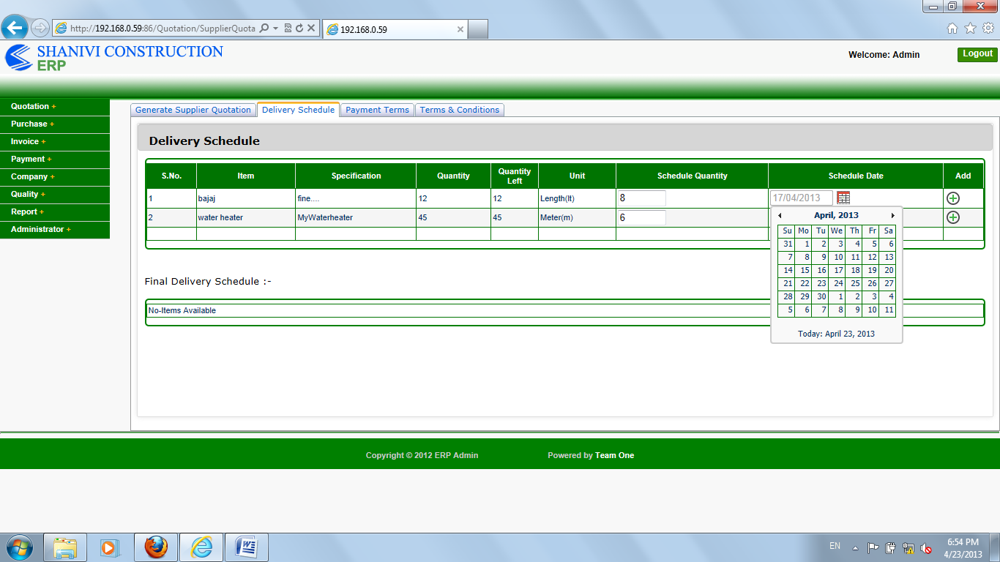 http://192.168.0.59:86/Quotation/SupplierQuota
192.168.0.59
SHANIVI CONSTRUCTION
ERP
Welcome: Admin
Logout
Quotation +
Purchase +
Invoice +
Payment +
Company +
Quality +
Report +
Administrator +
Generate Supplier Quotation Delivery Schedule Payment Terms Terms & Conditions
Delivery Schedule
S.No. Item Specification Quantity Quantity Left Unit Schedule Quantity Schedule Date Add
1 bajaj fine.... 12 12 Length(lt) 8 17/04/2013
2 water heater MyWaterheater 45 45 Meter(m) 6
April, 2013
Su Mo Tu We Th Fr Sa
31 1 2 3 4 5 6
7 8 9 10 11 12 13
14 15 16 17 18 19 20
21 22 23 24 25 26 27
28 29 30 1 2 3 4
5 6 7 8 9 10 11
Today: April 23, 2013
Final Delivery Schedule :-
No-Items Available
Copyright © 2012 ERP Admin
Powered by Team One
EN
6:54 PM
4/23/2013